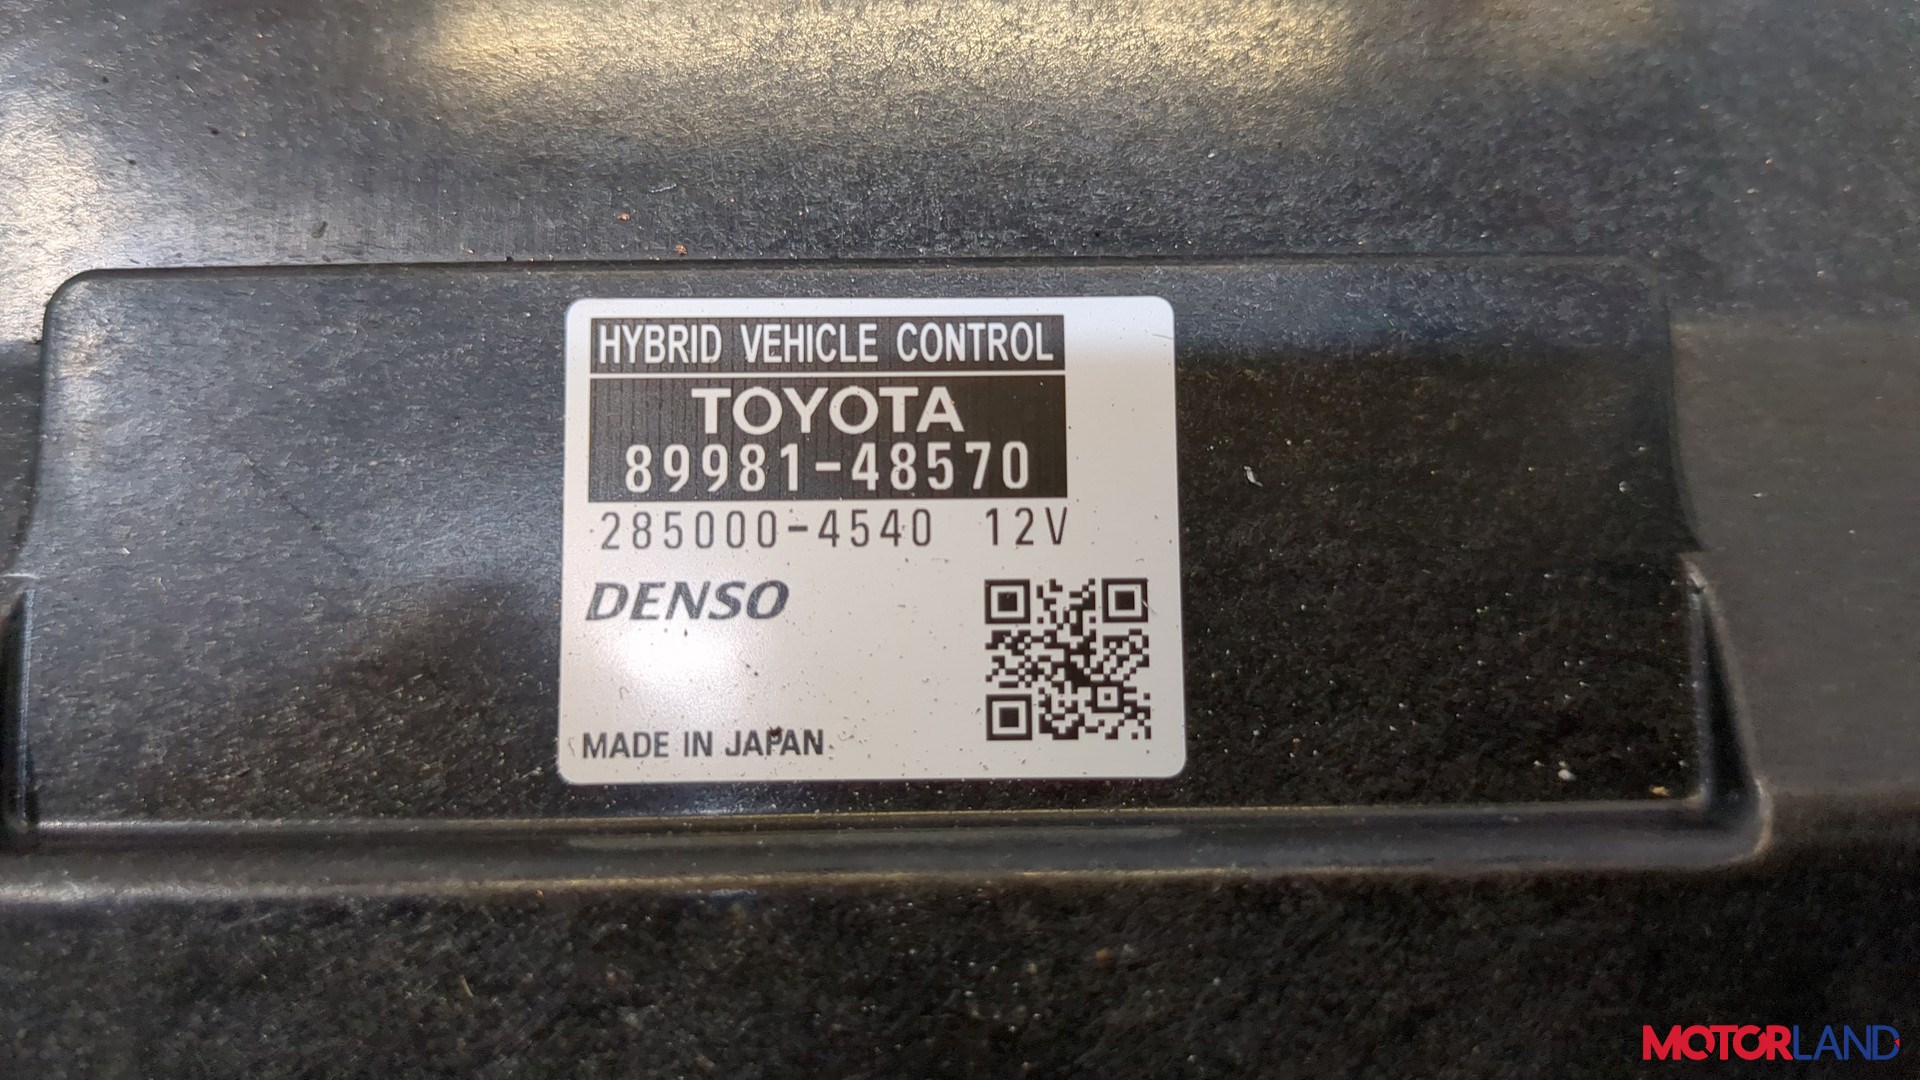 HYBRID VEHICLE CONTROL
TOYOTA
89981-48570
285000-4540 12V
DENSO
MADE IN JAPAN
MOTORLAND